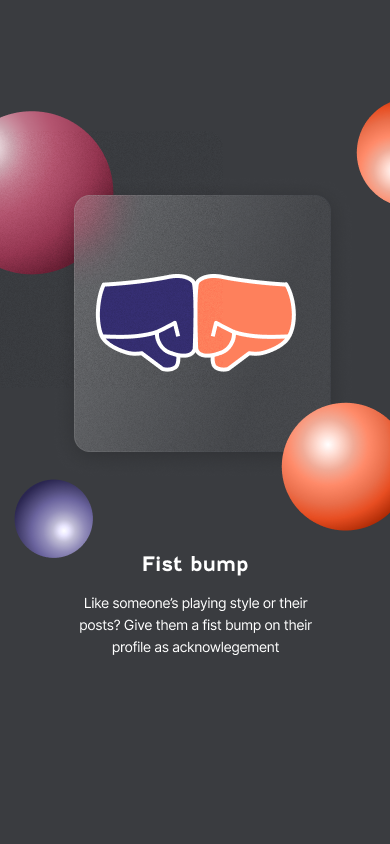 Fist bump
Like someone's playing style or their
posts? Give them a fist bump on their
profile as acknowlegement